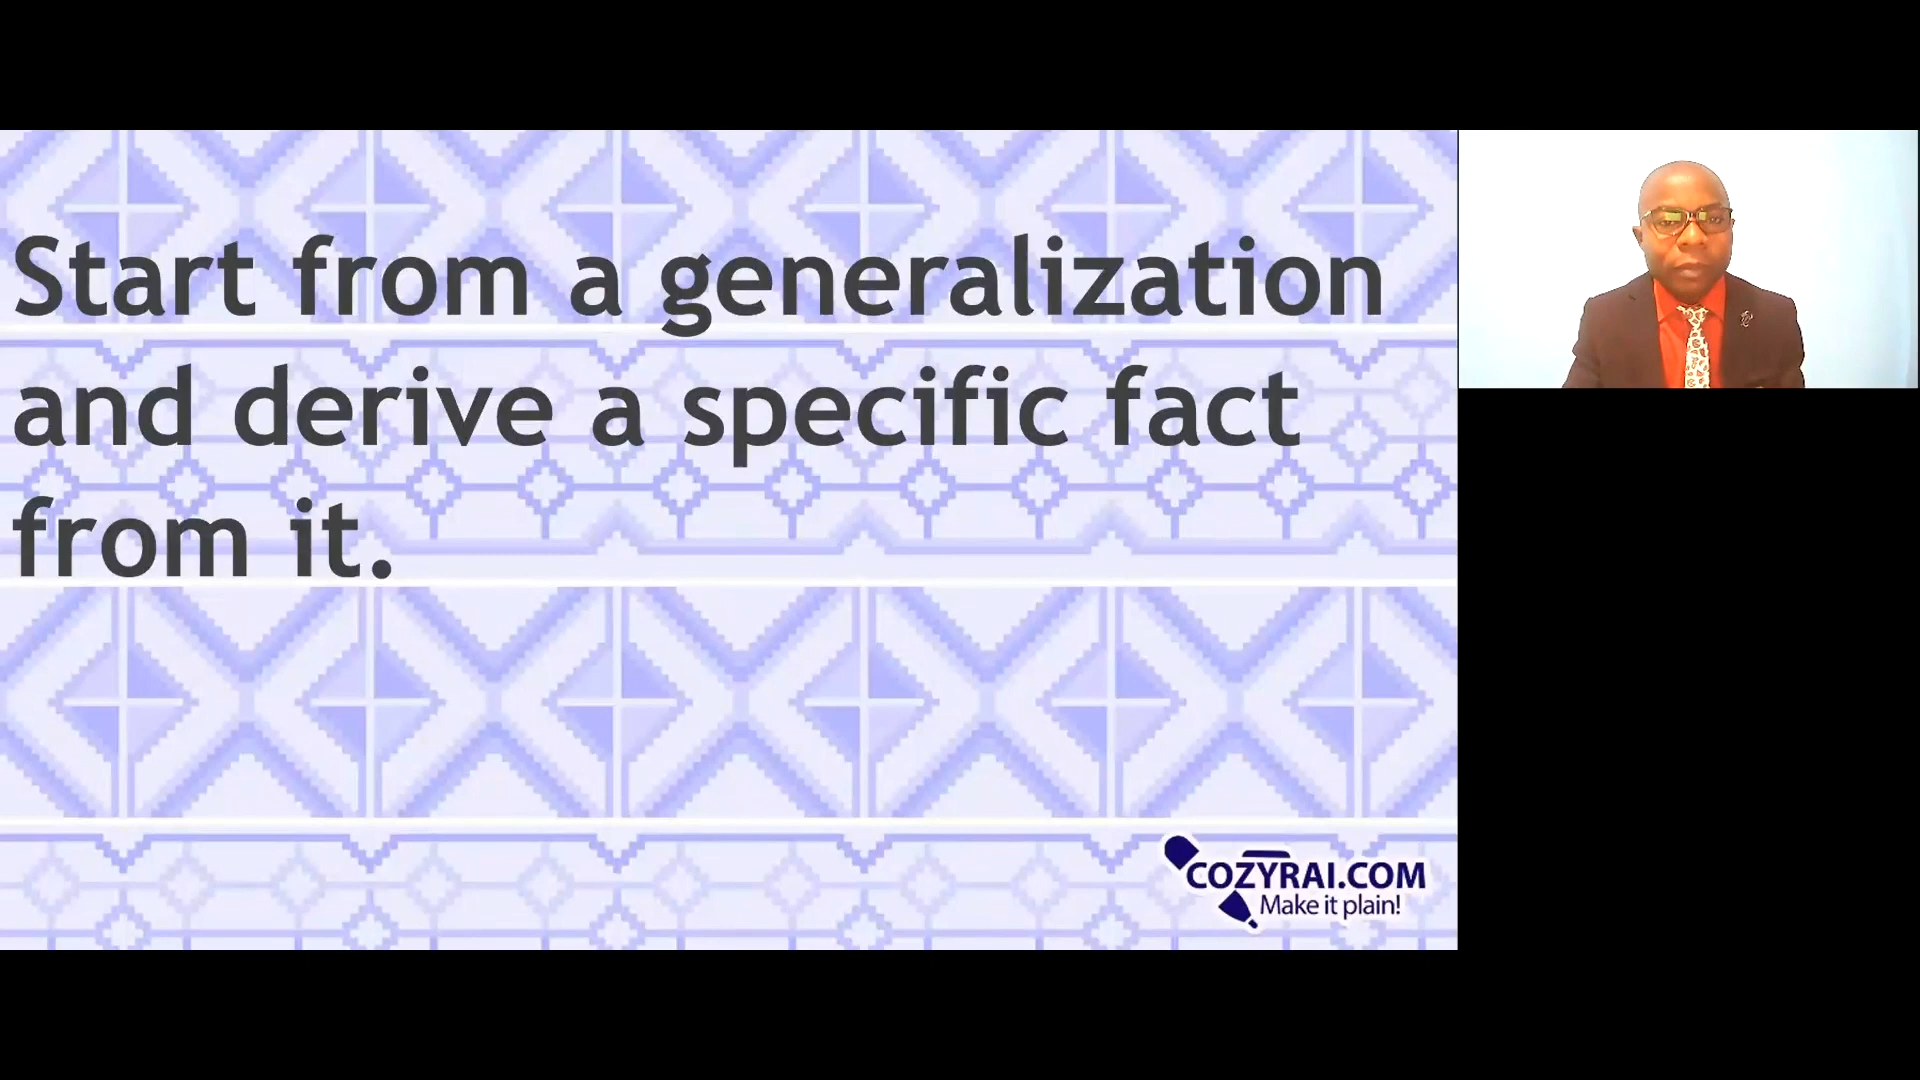 Start from a generalization
and derive a specific fact
from it.
COZYRAI.COM
Make it plain!